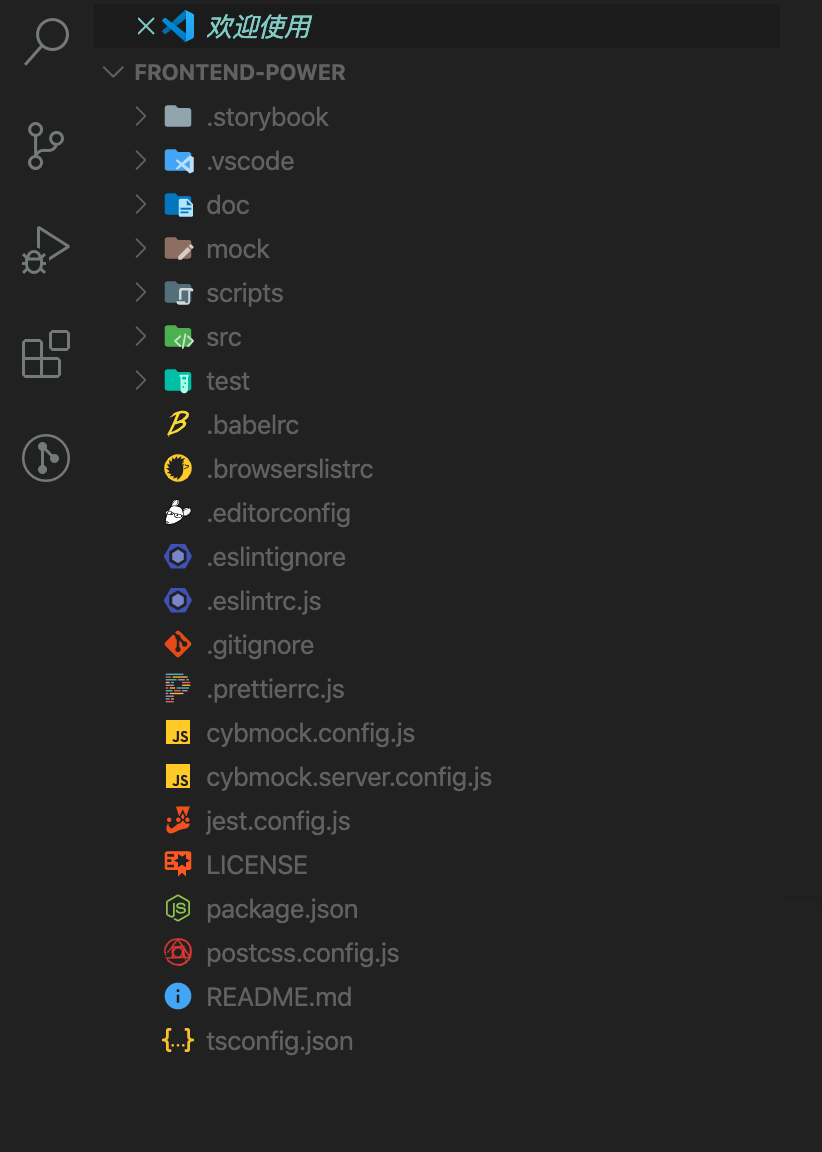 欢迎使用
FRONTEND-POWER
.storybook
.vscode
doc
mock
scripts
src
test
.babelrc
.browserslistrc
.editorconfig
.eslintignore
.eslintrc.js
.gitignore
.prettierrc.js
cybmock.config.js
cybmock.server.config.js
jest.config.js
LICENSE
package.json
postcss.config.js
README.md
tsconfig.json